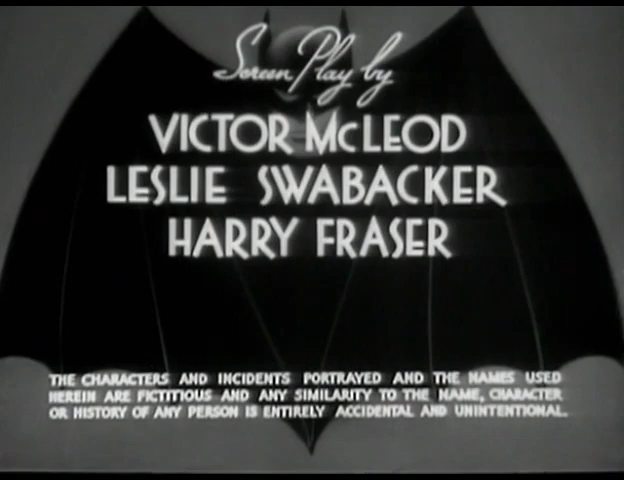 Screen Play by
VICTOR McLEOD
LESLIE SWABACKER
HARRY FRASER
THE CHARACTERS AND INCIDENTS PORTRAYED AND THE NAMES USED
HEREIN ARE FICTITIOUS AND ANY SIMILARITY TO THE NAME, CHARACTER
OR HISTORY OF ANY PERSON IS ENTIRELY ACCIDENTAL AND UNINTENTIONAL.